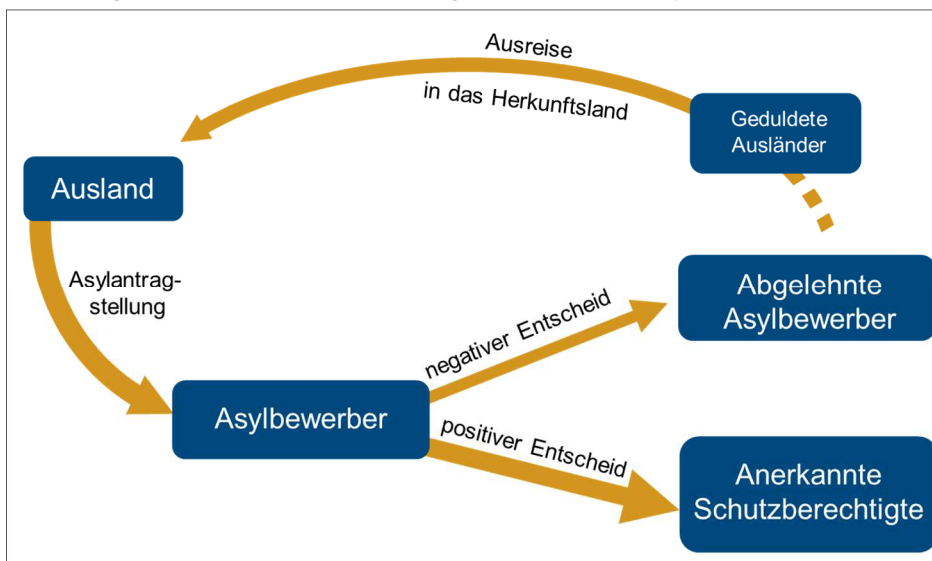 Ausreise
in das Herkunftsland
Geduldete
Ausländer
Ausland
Asylantrag-
stellung
negativer Entscheid
Abgelehnte
Asylbewerber
Asylbewerber
positiver Entscheid
Anerkannte
Schutzberechtigte